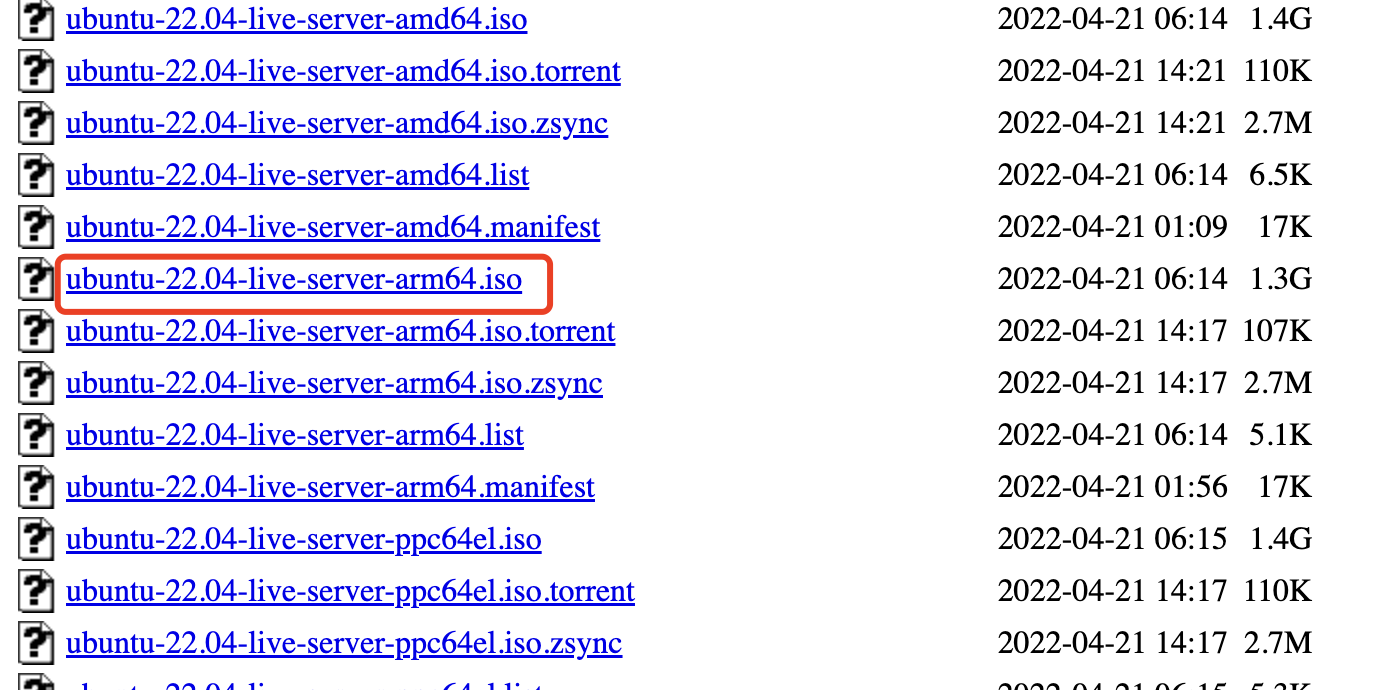 ubuntu-22.04-live-server-amd64.iso 2022-04-21 06:14 1.4G
ubuntu-22.04-live-server-amd64.iso.torrent 2022-04-21 14:21 110K
ubuntu-22.04-live-server-amd64.iso.zsync 2022-04-21 14:21 2.7M
ubuntu-22.04-live-server-amd64.list 2022-04-21 06:14 6.5K
ubuntu-22.04-live-server-amd64.manifest 2022-04-21 01:09 17K
ubuntu-22.04-live-server-arm64.iso 2022-04-21 06:14 1.3G
ubuntu-22.04-live-server-arm64.iso.torrent 2022-04-21 14:17 107K
ubuntu-22.04-live-server-arm64.iso.zsync 2022-04-21 14:17 2.7M
ubuntu-22.04-live-server-arm64.list 2022-04-21 06:14 5.1K
ubuntu-22.04-live-server-arm64.manifest 2022-04-21 01:56 17K
ubuntu-22.04-live-server-ppc64el.iso 2022-04-21 06:15 1.4G
ubuntu-22.04-live-server-ppc64el.iso.torrent 2022-04-21 14:17 110K
ubuntu-22.04-live-server-ppc64el.iso.zsync 2022-04-21 14:17 2.7M